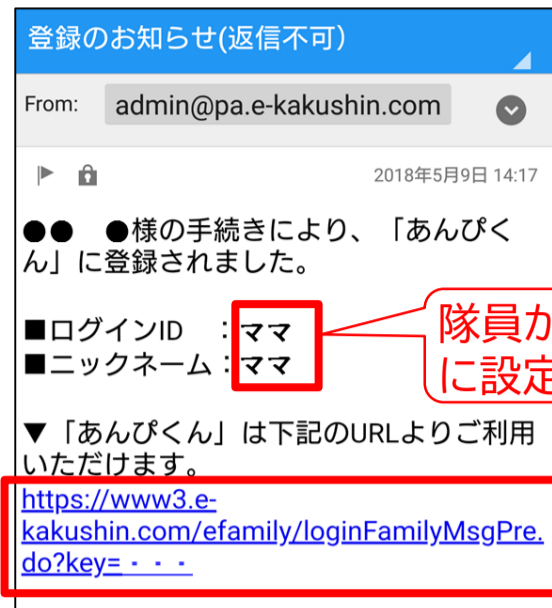 登録のお知らせ(返信不可)
From: admin@pa.e-kakushin.com
2018年5月9日 14:17
●● ●様の手続きにより、「あんぴく
ん」に登録されました。
■ログインID :ママ
■ニックネーム:ママ
隊員が
に設定
▼「あんぴくん」は下記のURLよりご利用
いただけます。
https://www3.e-
kakushin.com/efamily/loginFamilyMsgPre.
do?key=・・・